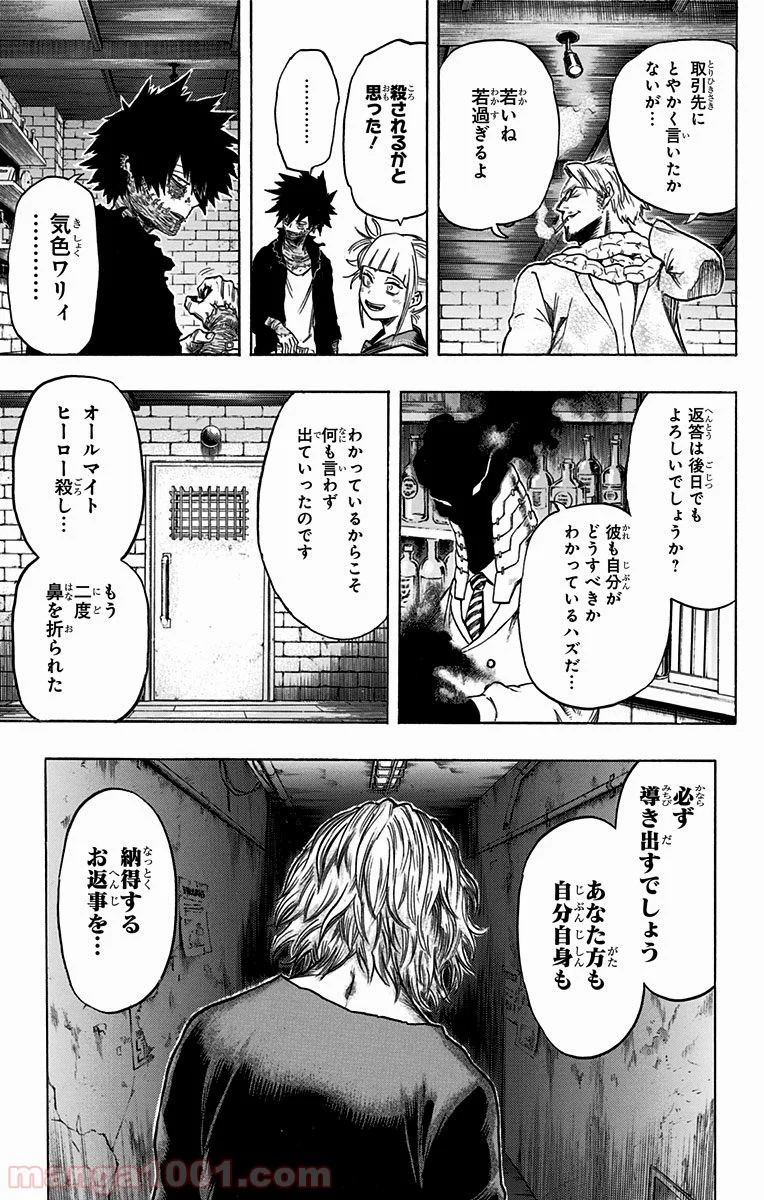 取引先に
とやかく言いたか
ないが…
若いね
若過ぎるよ
殺されるかと
思った!
………
気色ワリィ
………
返答は後日でも
よろしいでしょうか?
彼も自分が
どうすべきか
わかっているハズだ…
わかっているからこそ
何も言わず
出ていったのです
オールマイト
ヒーロー殺し…
もう
二度
鼻を折られた
必ず
導き出すでしょう
あなた方も
自分自身も
納得する
お返事を…
manga1001.com